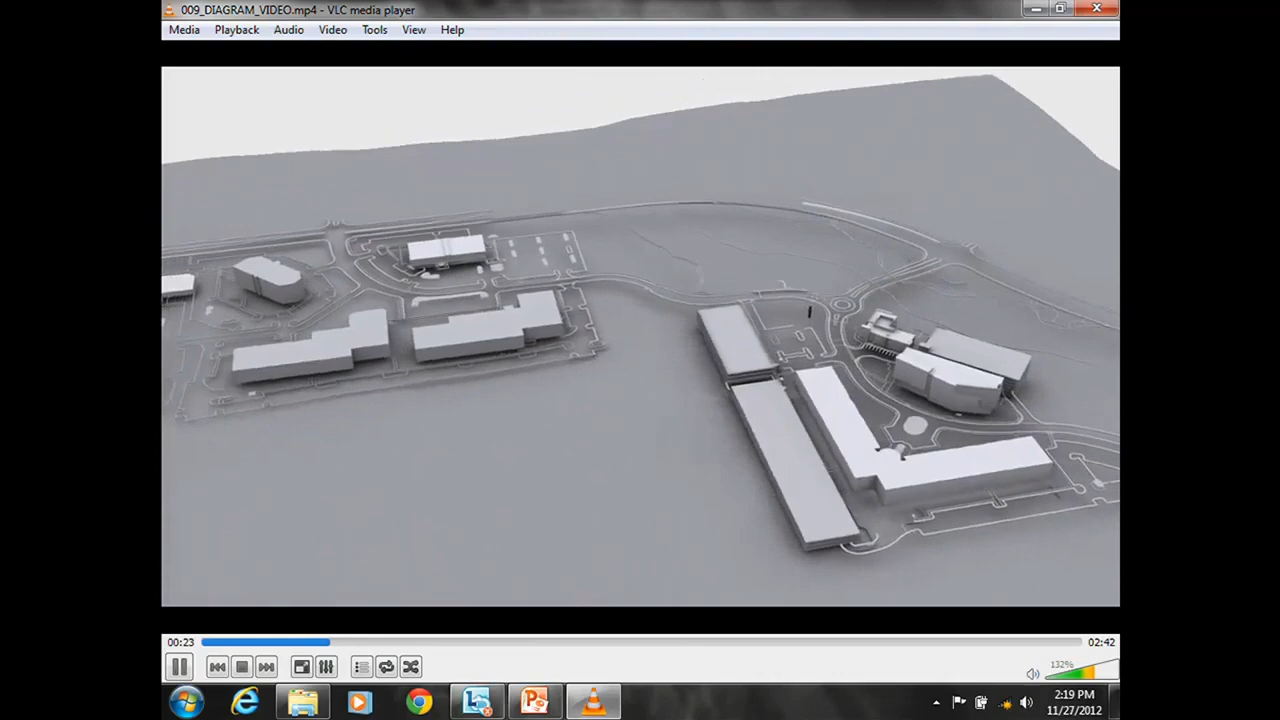 009_DIAGRAM_VIDEO.mp4 - VLC media player
Media Playback Audio Video Tools View Help
00:23
02:42
132%
2:19 PM
11/27/2012